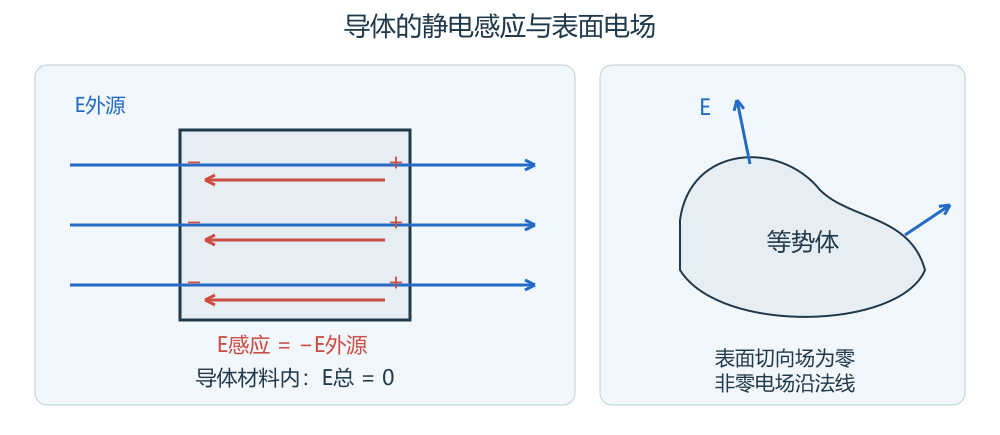 导体的静电感应与表面电场
E外源
− +
− +
− +
E感应 = −E外源
导体材料内：E总 = 0
E
等势体
表面切向场为零
非零电场沿法线